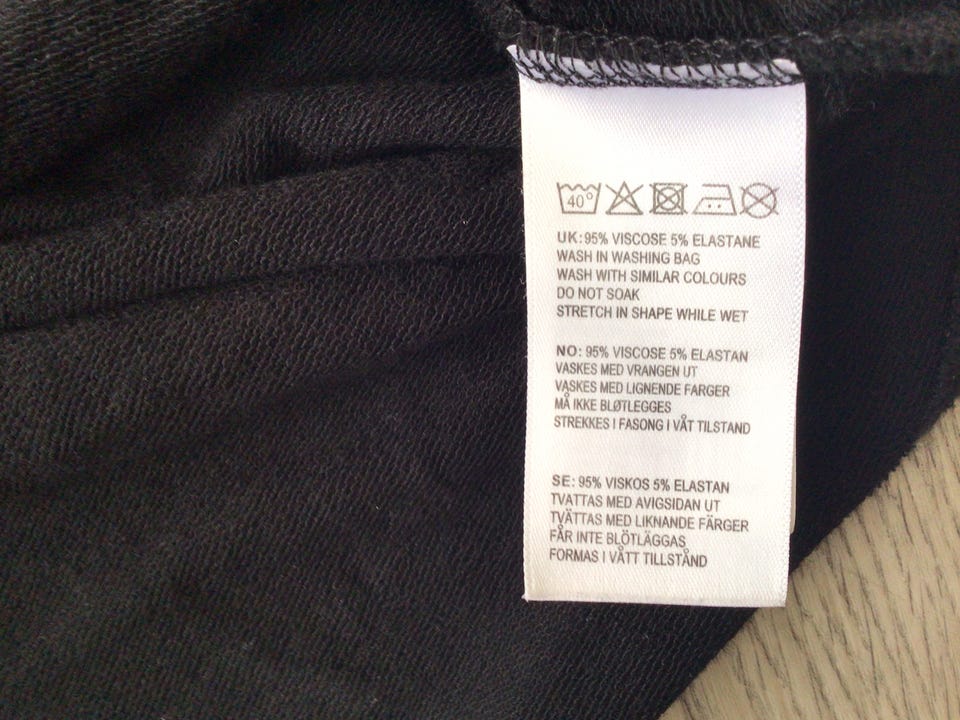 40°
UK: 95% VISCOSE 5% ELASTANE
WASH IN WASHING BAG
WASH WITH SIMILAR COLOURS
DO NOT SOAK
STRETCH IN SHAPE WHILE WET
NO: 95% VISCOSE 5% ELASTAN
VASKES MED VRANGEN UT
VASKES MED LIGNENDE FARGER
MÅ IKKE BLØTLEGGES
STREKKES I FASONG I VÅT TILSTAND
SE: 95% VISKOS 5% ELASTAN
TVATTAS MED AVIGSIDAN UT
TVÄTTAS MED LIKNANDE FÄRGER
FÅR INTE BLÖTLÄGGAS
FORMAS I VÅTT TILLSTÅND